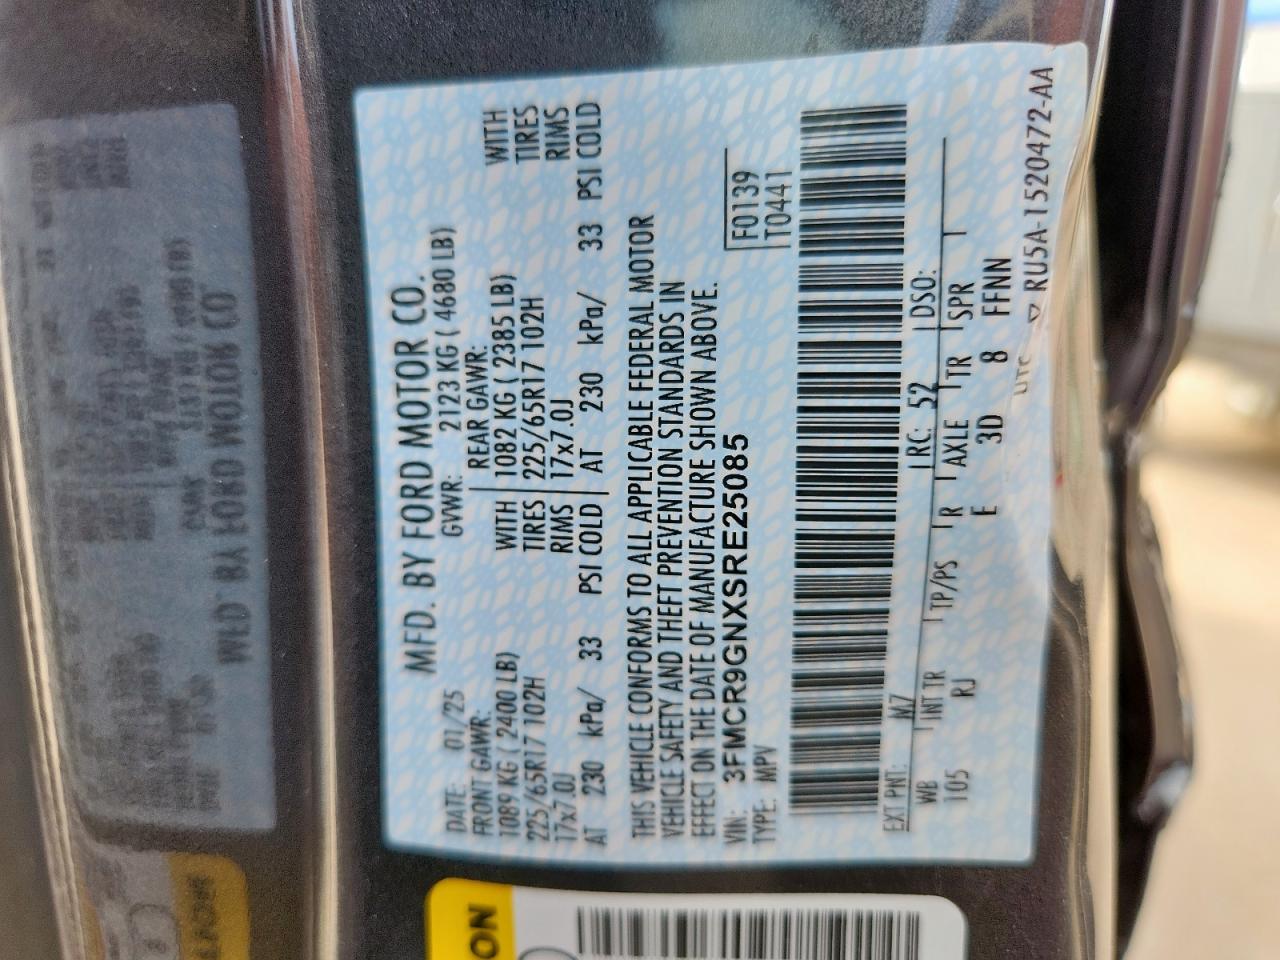 MFD. BY FORD MOTOR CO.
DATE: 01/25 GVWR: 2123 KG ( 4680 LB)
FRONT GAWR: REAR GAWR:
1089 KG ( 2400 LB) WITH 1082 KG ( 2385 LB) WITH
225/65R17 102H TIRES 225/65R17 102H TIRES
17x7.0J RIMS 17x7.0J RIMS
AT 230 kPa/ 33 PSI COLD AT 230 kPa/ 33 PSI COLD
THIS VEHICLE CONFORMS TO ALL APPLICABLE FEDERAL MOTOR
VEHICLE SAFETY AND THEFT PREVENTION STANDARDS IN
EFFECT ON THE DATE OF MANUFACTURE SHOWN ABOVE.
VIN: 3FMCR9GNXSRE25085 F0139
TYPE: MPV T0441
EXT PNT: M7 RC: 52 DSO:
WB INT TR TP/PS R AXLE TR SPR
105 RJ E 3D 8 FFNN
UTC ▽ RU5A-1520472-AA
ON